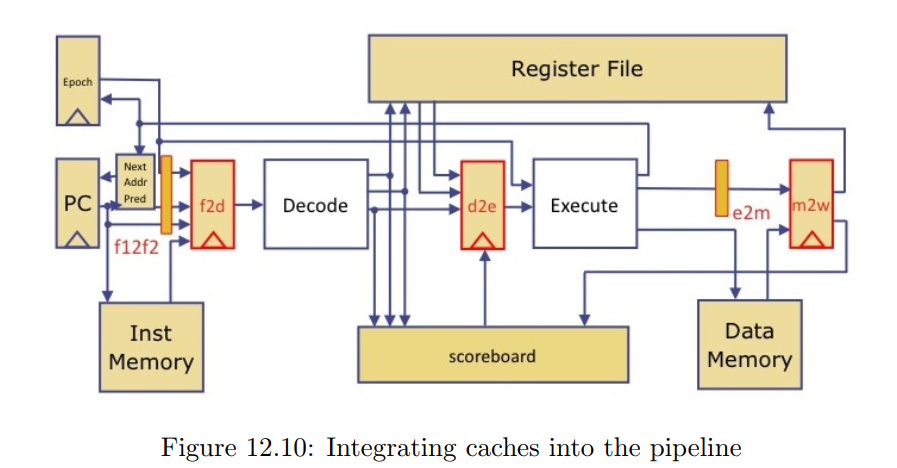 Register File
Epoch
Next
Addr
Pred
PC
f2d
Decode
d2e
Execute
e2m
m2w
f12f2
Inst
Memory
scoreboard
Data
Memory
Figure 12.10: Integrating caches into the pipeline